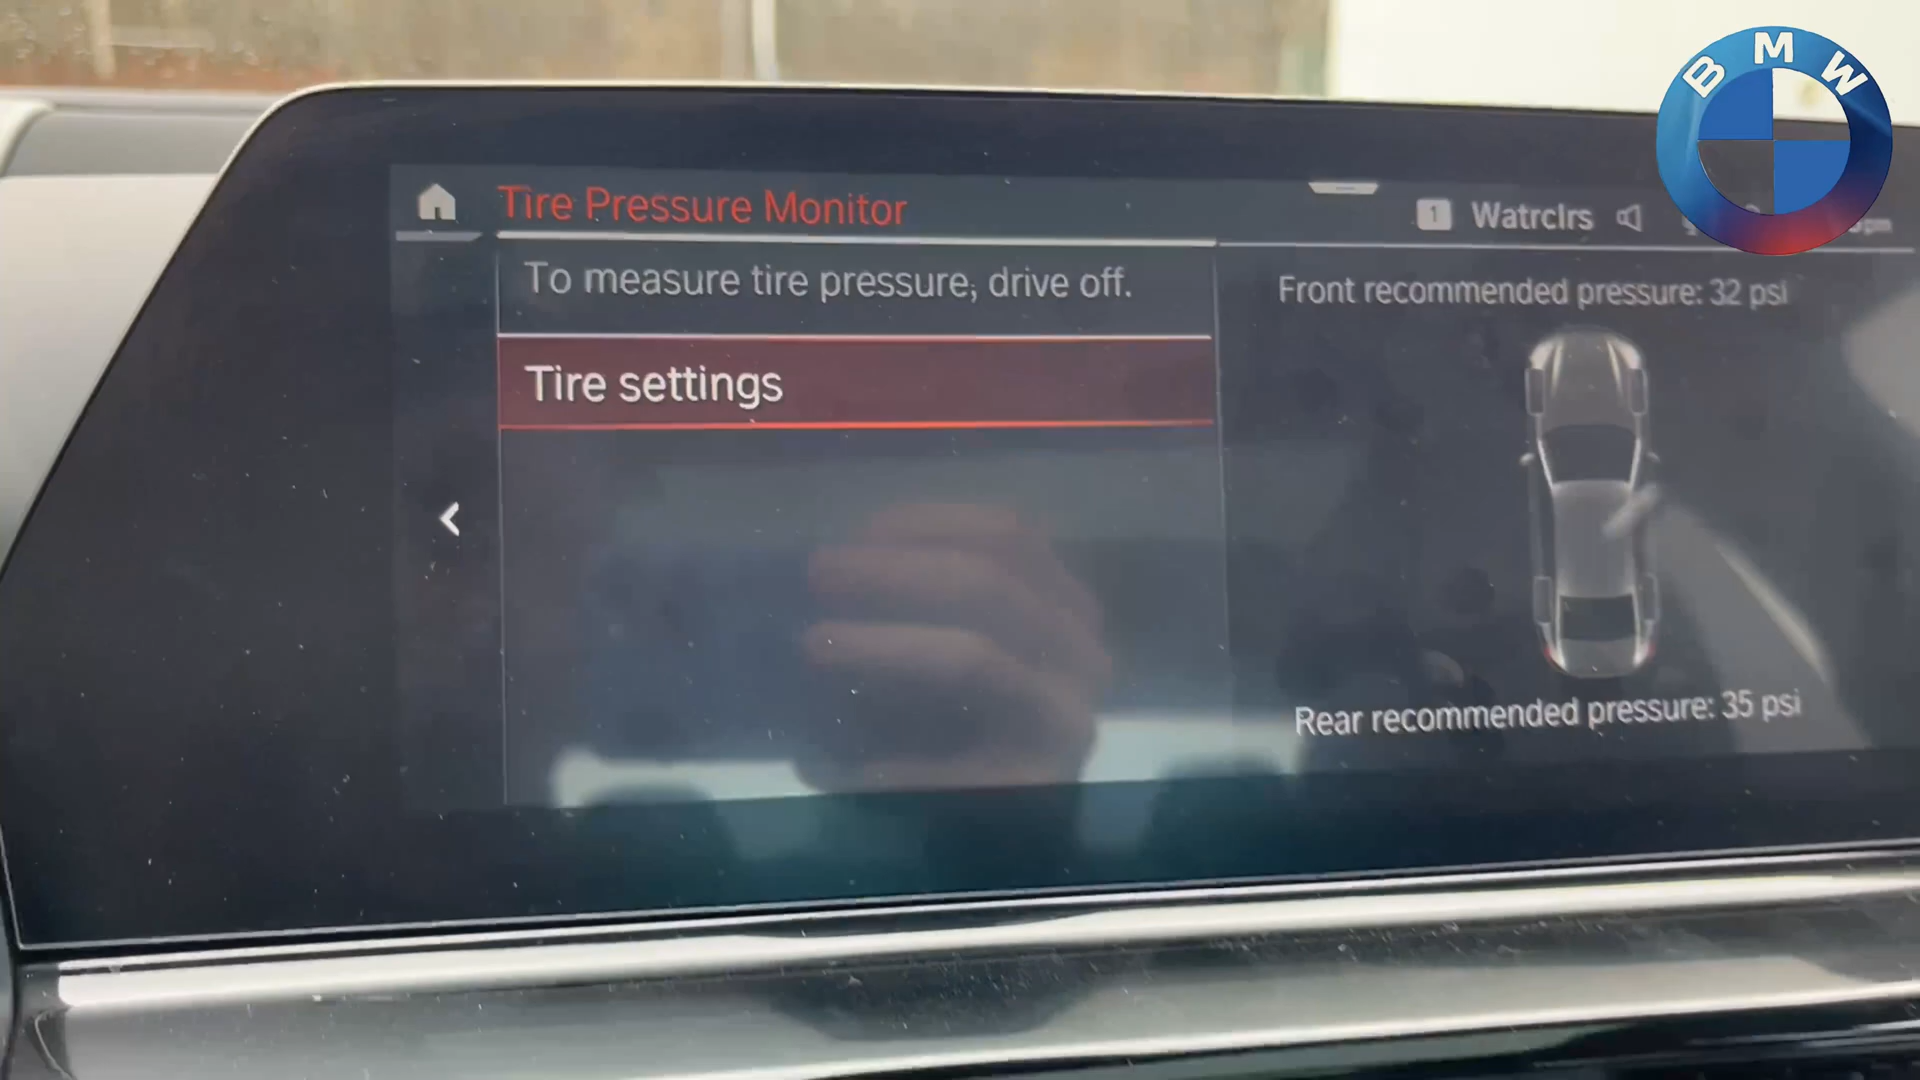 BMW
Tire Pressure Monitor
1 Watrclrs
To measure tire pressure, drive off.
Front recommended pressure: 32 psi
Tire settings
Rear recommended pressure: 35 psi